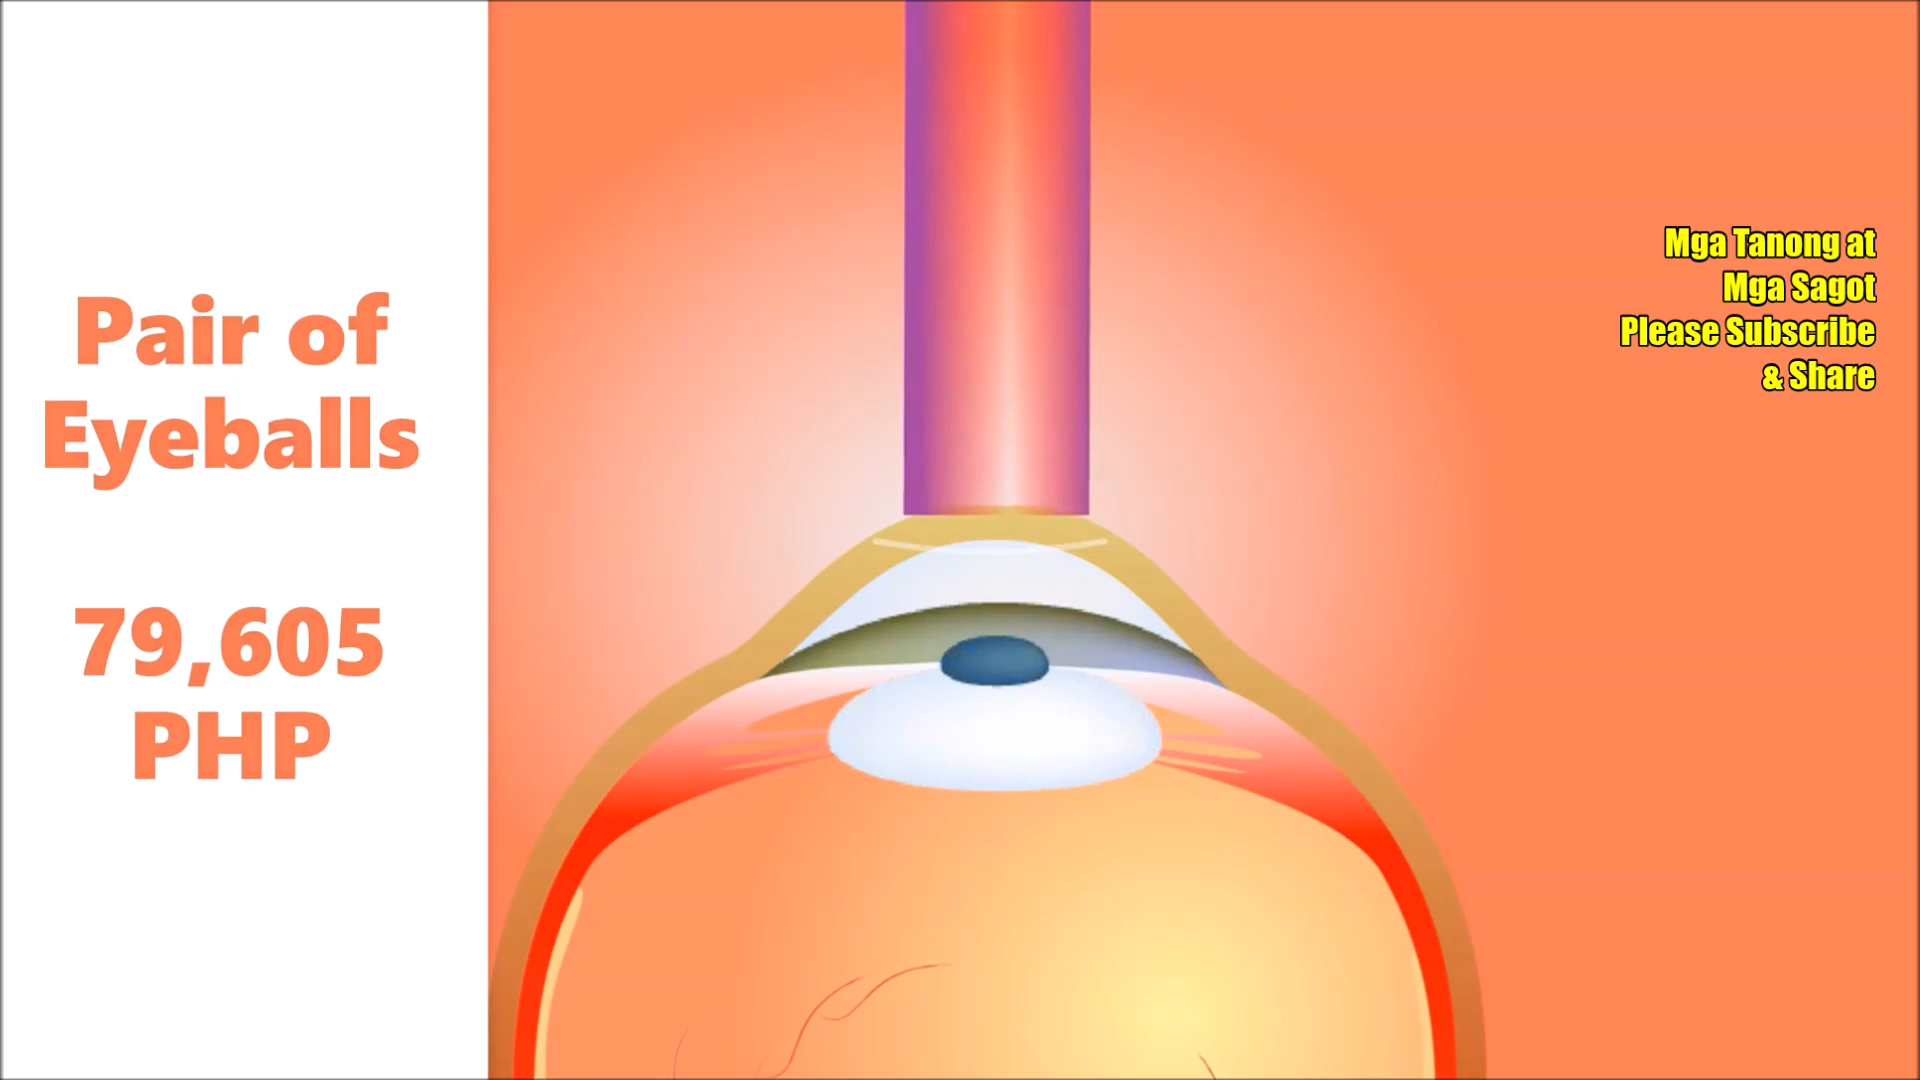 Pair of
Eyeballs
79,605
PHP
Mga Tanong at
Mga Sagot
Please Subscribe
& Share